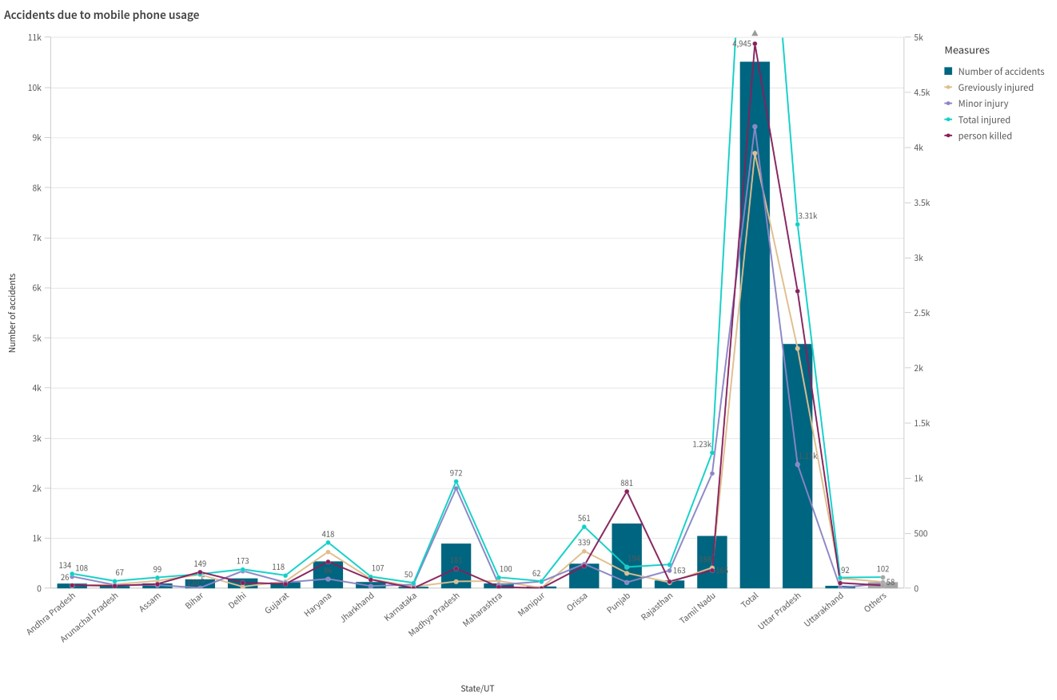 Accidents due to mobile phone usage
11k
10k
9k
8k
7k
6k
5k
4k
3k
2k
1k
0
Number of accidents
134
108
26
67
99
149
173
118
418
107
50
972
100
62
561
339
881
163
1.23k
4,945
3.31k
92
102
58
5k
4.5k
4k
3.5k
3k
2.5k
2k
1.5k
1k
500
0
Andhra Pradesh
Arunachal Pradesh
Assam
Bihar
Delhi
Gujarat
Haryana
Jharkhand
Karnataka
Madhya Pradesh
Maharashtra
Manipur
Orissa
Punjab
Rajasthan
Tamil Nadu
Total
Uttar Pradesh
Uttarakhand
Others
State/UT
Measures
Number of accidents
Greviously injured
Minor injury
Total injured
person killed